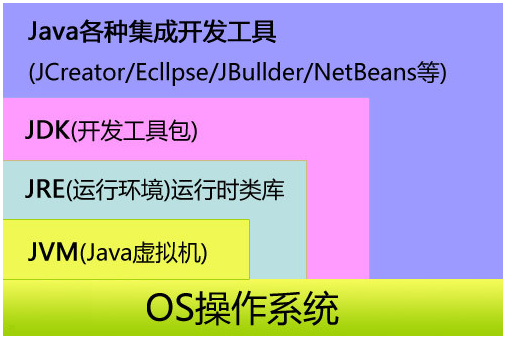 Java各种集成开发工具
(JCreator/Ecllpse/JBullder/NetBeans等)
JDK(开发工具包)
JRE(运行环境)运行时类库
JVM(Java虚拟机)
OS操作系统